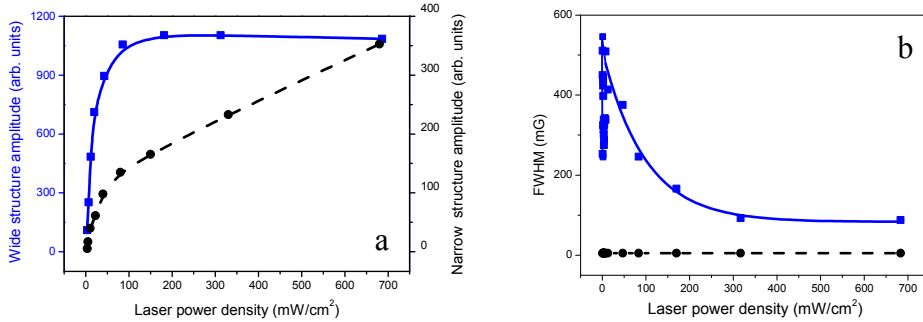 1200
900
600
300
0
Wide structure amplitude (arb. units)
400
300
200
100
0
Narrow structure amplitude (arb. units)
a
0 100 200 300 400 500 600 700
Laser power density (mW/cm²)
600
400
200
0
FWHM (mG)
b
0 100 200 300 400 500 600 700
Laser power density (mW/cm²)